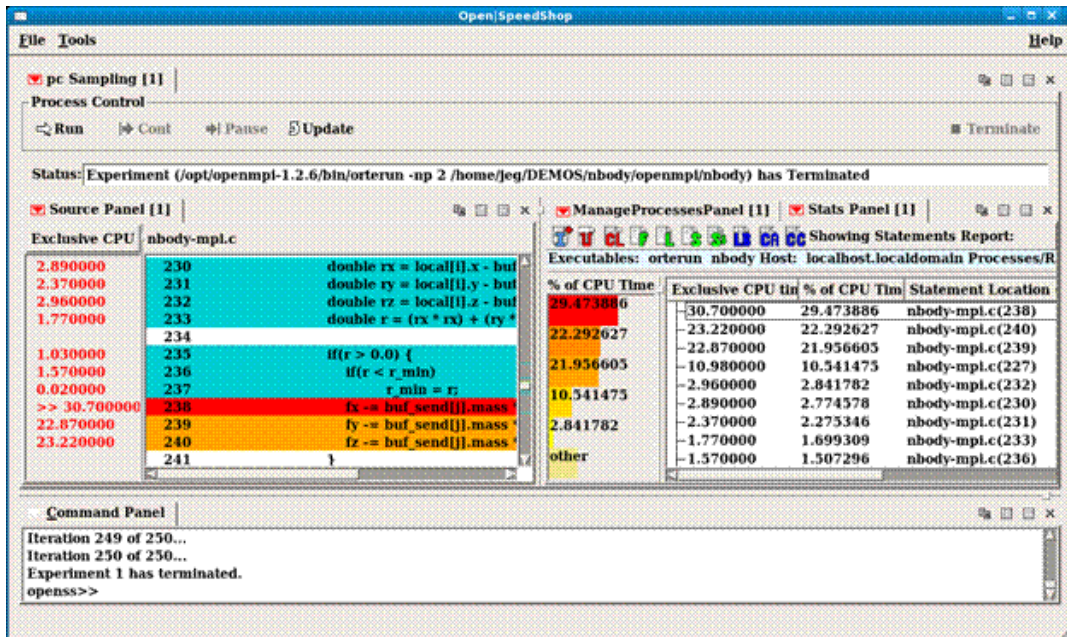 Open|SpeedShop
File Tools Help
pc Sampling [1]
Process Control
Run Cont Pause Update Terminate
Status: Experiment (/opt/openmpi-1.2.6/bin/orterun -np 2 /home/jeg/DEMOS/nbody/openmpi/nbody) has Terminated
Source Panel [1]
Exclusive CPU nbody-mpi.c
2.890000 230 double rx = local[i].x - buf
2.370000 231 double ry = local[i].y - buf
2.960000 232 double rz = local[i].z - buf
1.770000 233 double r = (rx * rx) + (ry *
234
1.030000 235 if(r > 0.0) {
1.570000 236 if(r < r_min)
0.020000 237 r_min = r;
>> 30.700000 238 fx -= buf_send[j].mass *
22.870000 239 fy -= buf_send[j].mass *
23.220000 240 fz -= buf_send[j].mass *
241 }
ManageProcessesPanel [1] Stats Panel [1]
U CL LB CA CC Showing Statements Report:
Executables: orterun nbody Host: localhost.localdomain Processes/R
% of CPU Time
29.473886
22.292627
21.956605
10.541475
2.841782
other
Exclusive CPU tin % of CPU Tim Statement Location
30.700000 29.473886 nbody-mpi.c(238)
23.220000 22.292627 nbody-mpi.c(240)
22.870000 21.956605 nbody-mpi.c(239)
10.980000 10.541475 nbody-mpi.c(227)
2.960000 2.841782 nbody-mpi.c(232)
2.890000 2.774578 nbody-mpi.c(230)
2.370000 2.275346 nbody-mpi.c(231)
1.770000 1.699309 nbody-mpi.c(233)
1.570000 1.507296 nbody-mpi.c(236)
Command Panel
Iteration 249 of 250...
Iteration 250 of 250...
Experiment 1 has terminated.
openss>>